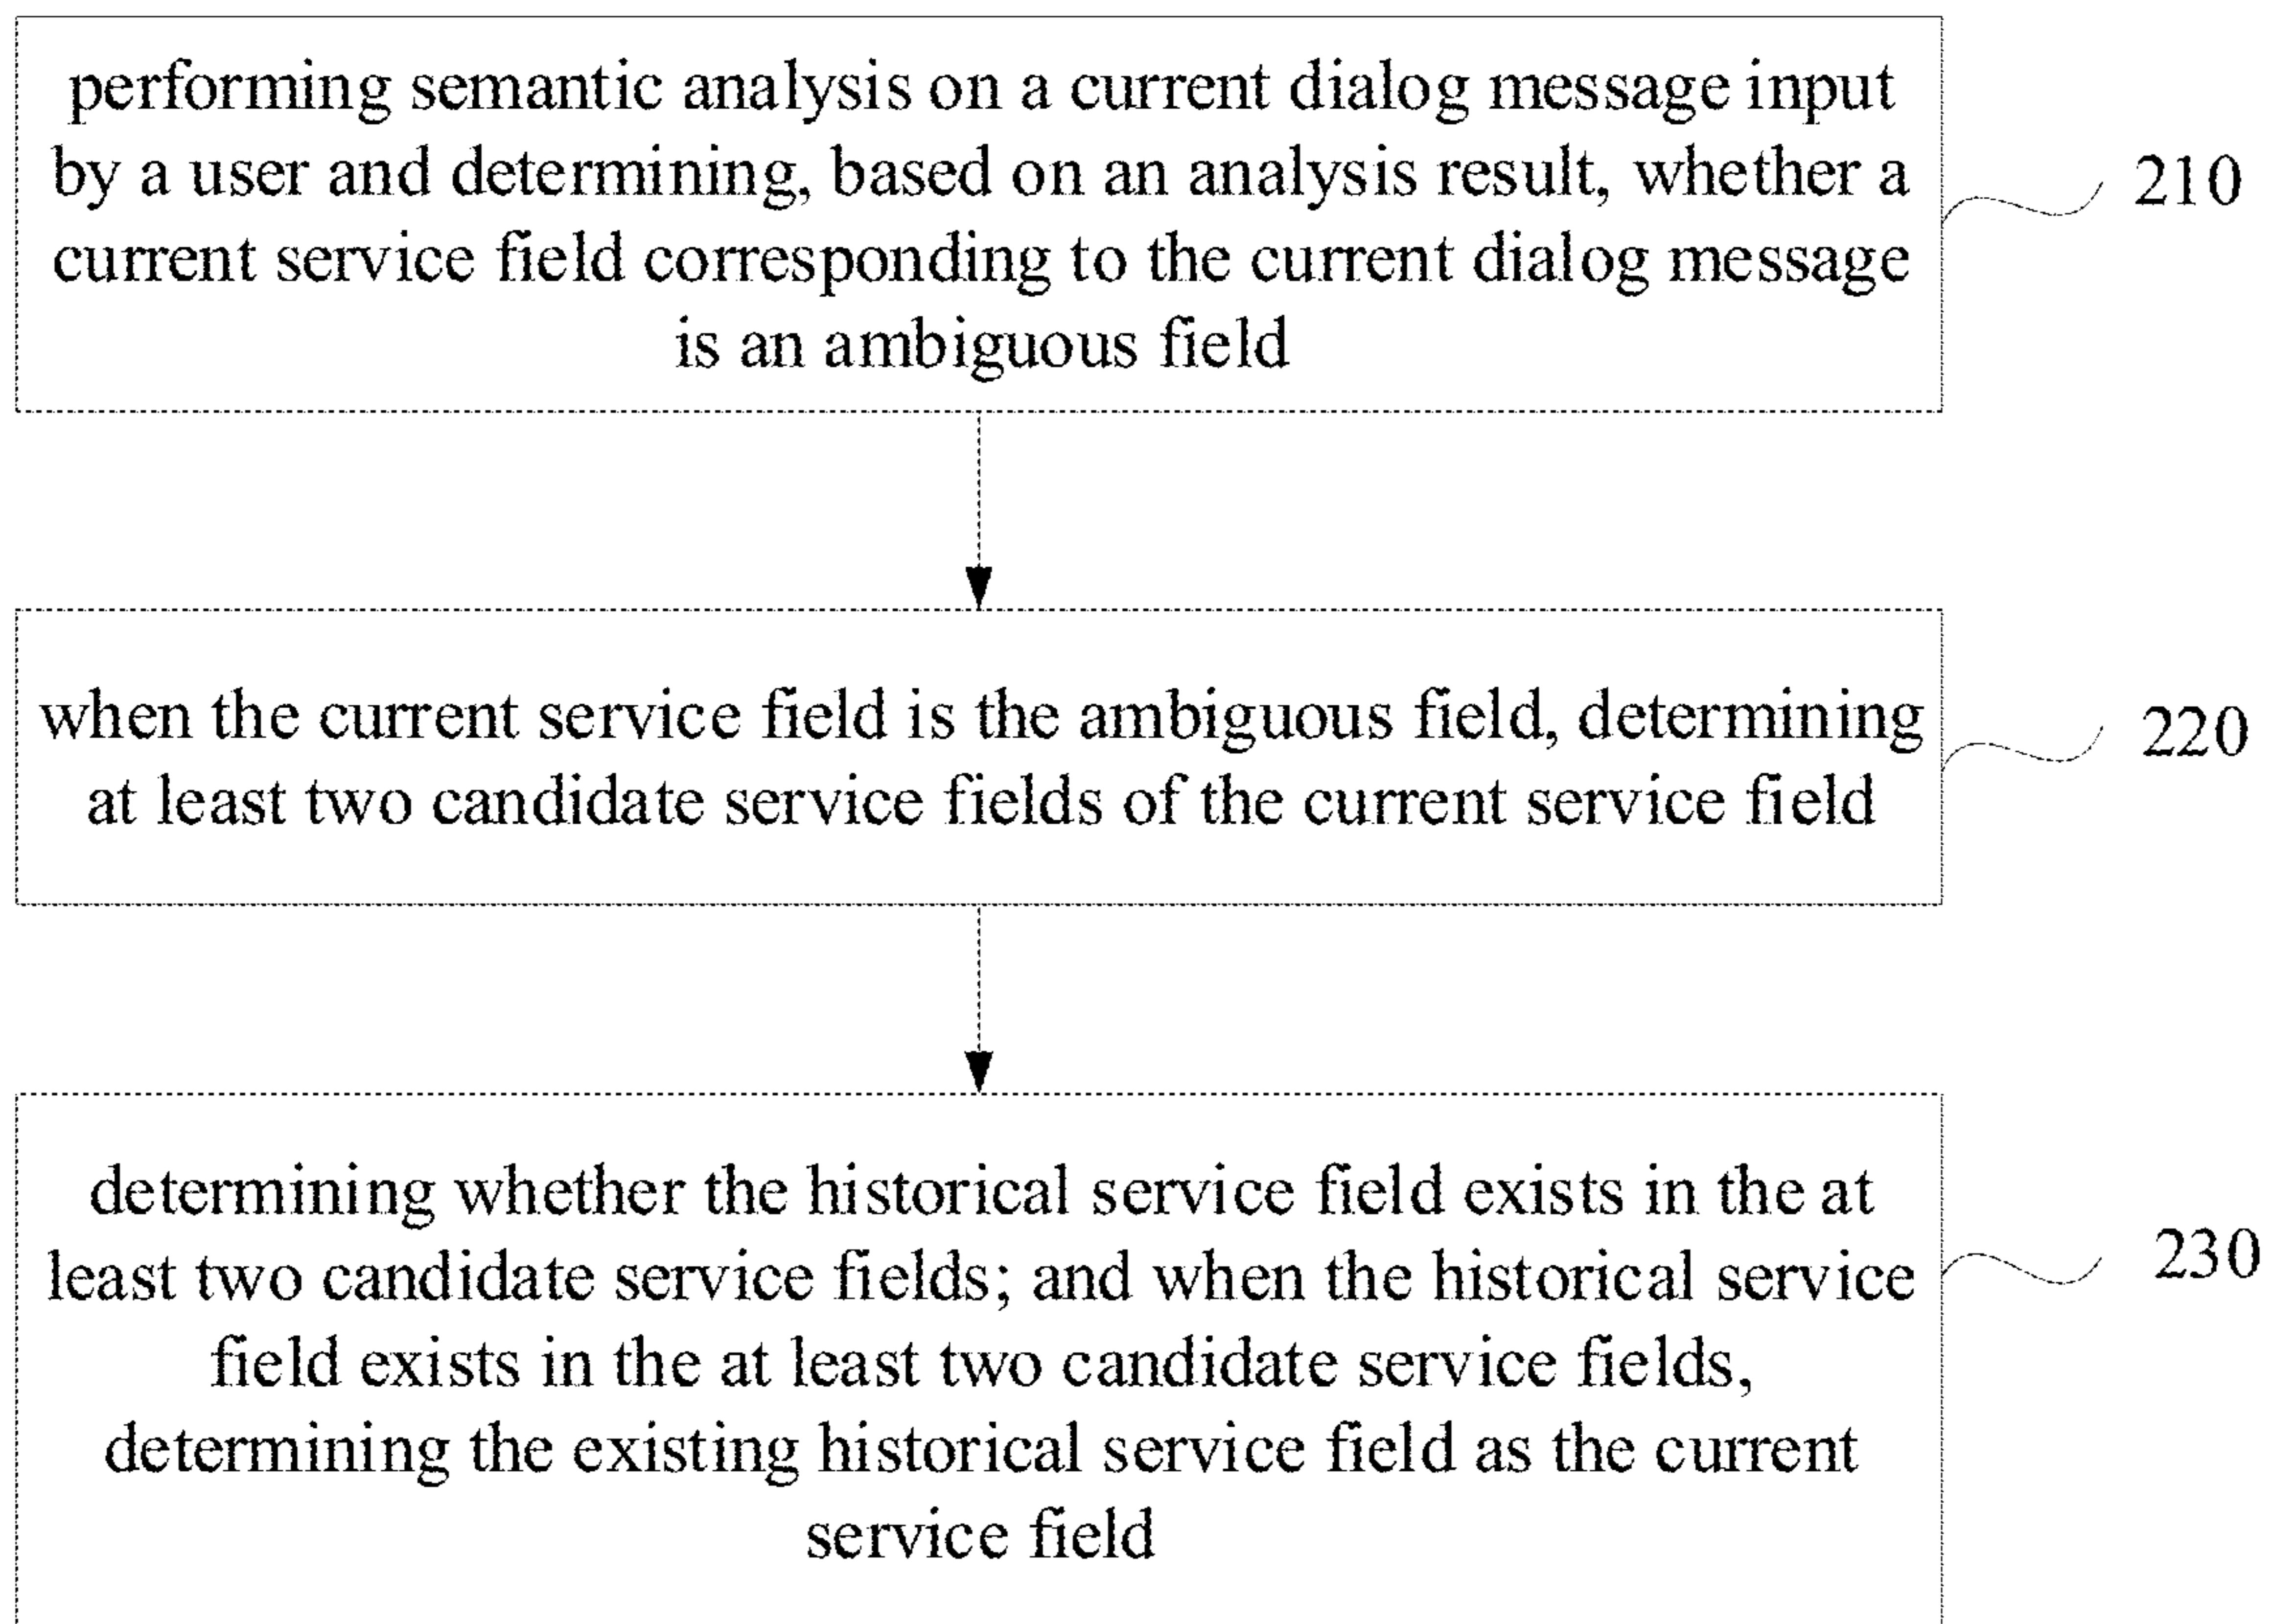 performing semantic analysis on a current dialog message input
by a user and determining, based on an analysis result, whether a
current service field corresponding to the current dialog message
is an ambiguous field
210
when the current service field is the ambiguous field, determining
at least two candidate service fields of the current service field
220
determining whether the historical service field exists in the at
least two candidate service fields; and when the historical service
field exists in the at least two candidate service fields,
determining the existing historical service field as the current
service field
230